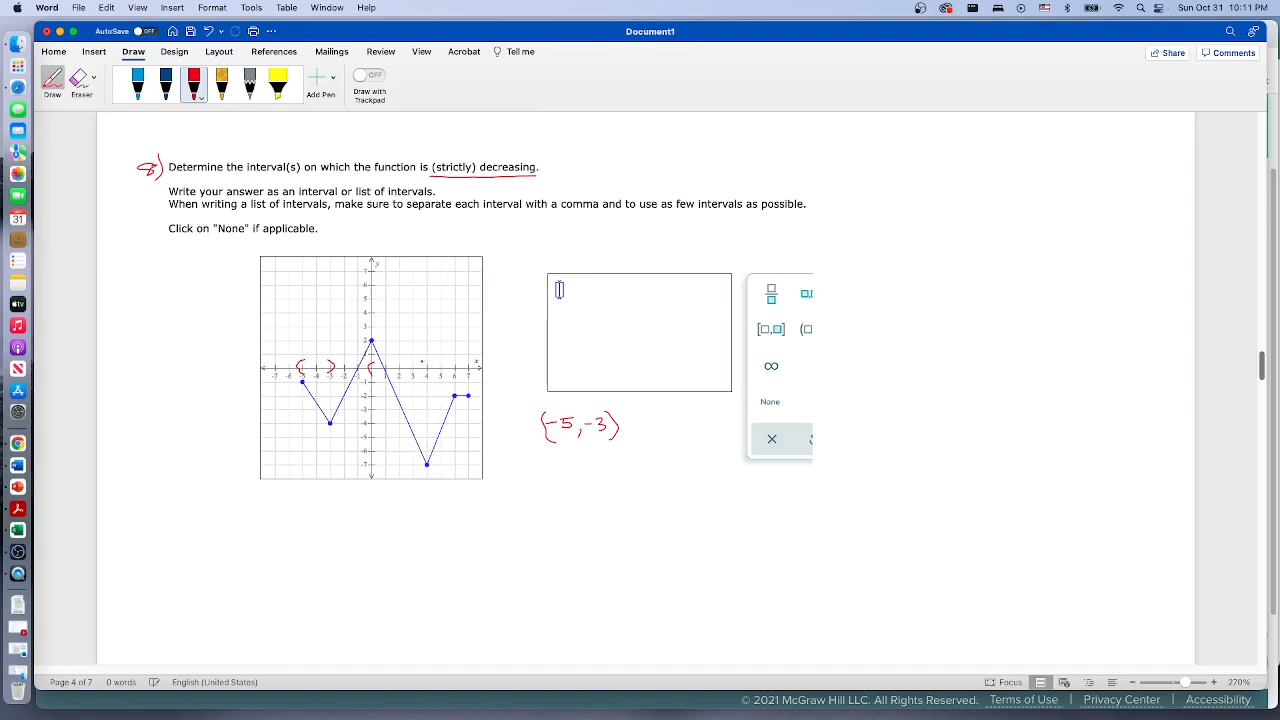 Word File Edit View Insert Format Tools Table Window Help Sun Oct 31 10:11 PM
AutoSave OFF Document1
Home Insert Draw Design Layout References Mailings Review View Acrobat Tell me Share Comments
Draw Eraser Add Pen Draw with Trackpad OFF
8) Determine the interval(s) on which the function is (strictly) decreasing.
Write your answer as an interval or list of intervals.
When writing a list of intervals, make sure to separate each interval with a comma and to use as few intervals as possible.
Click on "None" if applicable.
y
x
∞
None
(-5, -3)
Page 4 of 7 0 words English (United States) Focus 270%
© 2021 McGraw Hill LLC. All Rights Reserved. Terms of Use | Privacy Center | Accessibility